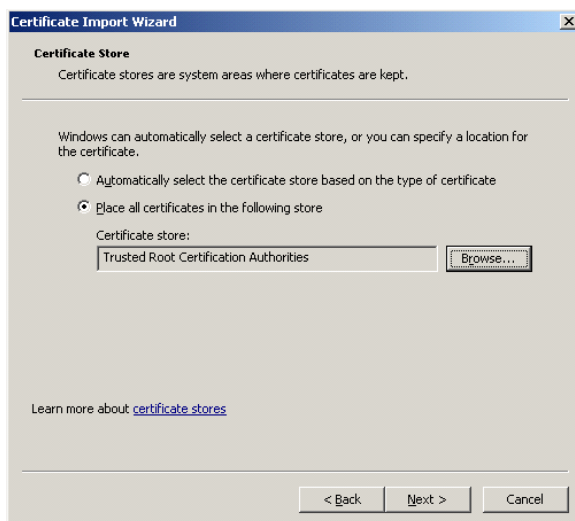 Certificate Import Wizard
Certificate Store
Certificate stores are system areas where certificates are kept.
Windows can automatically select a certificate store, or you can specify a location for
the certificate.
Automatically select the certificate store based on the type of certificate
Place all certificates in the following store
Certificate store:
Trusted Root Certification Authorities
Browse...
Learn more about certificate stores
< Back
Next >
Cancel